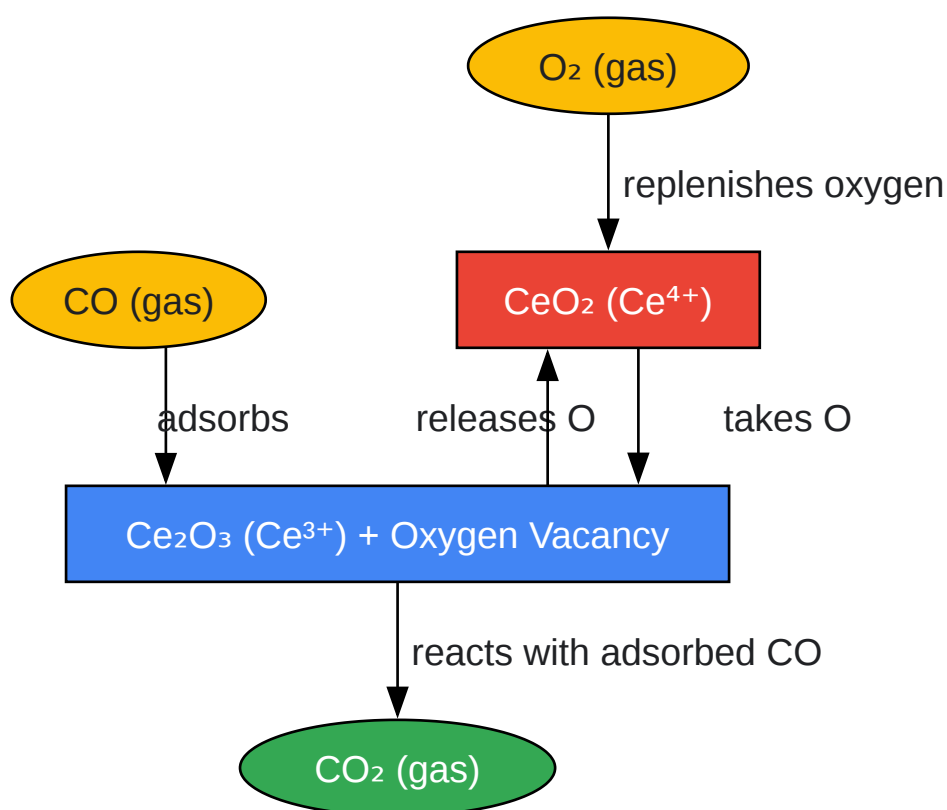 O₂ (gas)
replenishes oxygen
CO (gas)
CeO₂ (Ce⁴⁺)
adsorbs
releases O
takes O
Ce₂O₃ (Ce³⁺) + Oxygen Vacancy
reacts with adsorbed CO
CO₂ (gas)